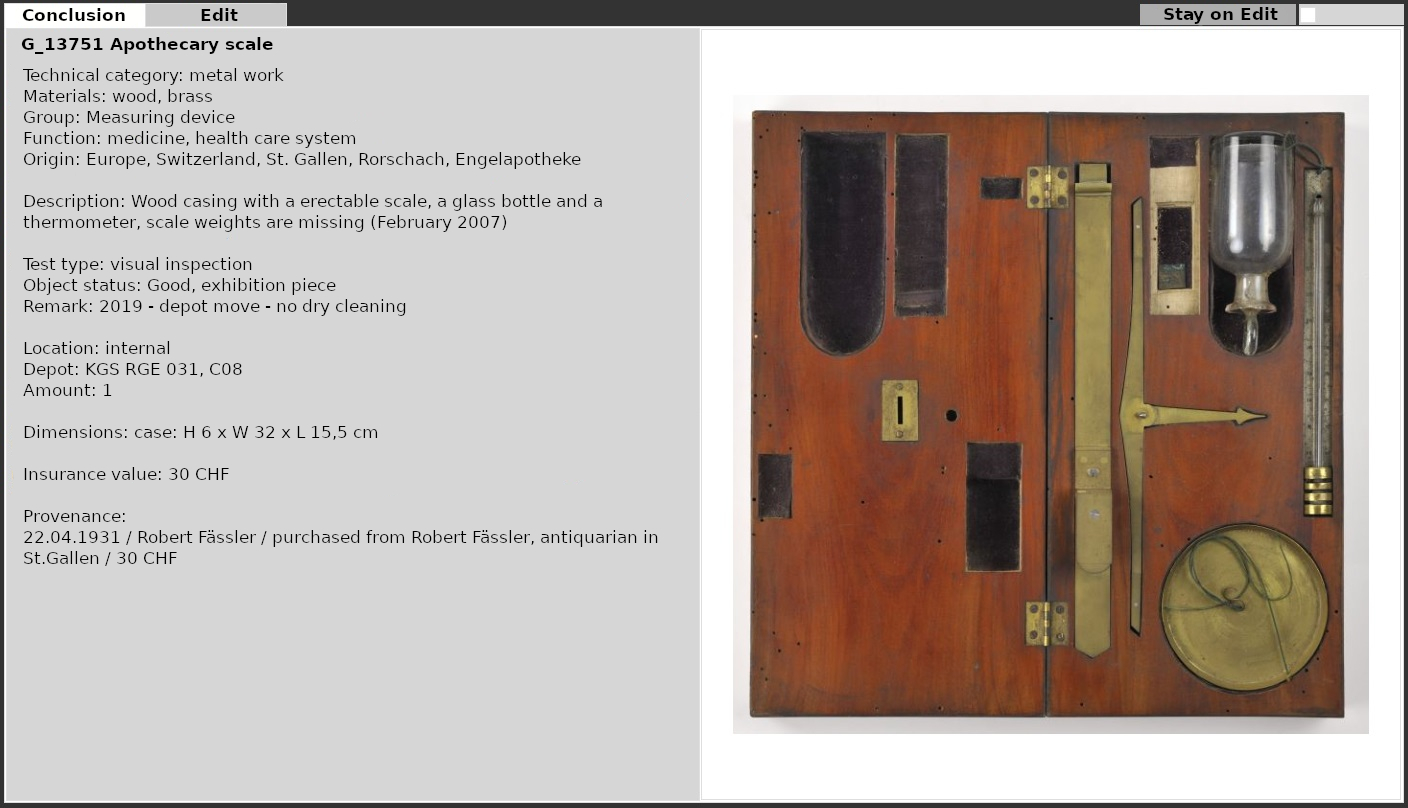 Conclusion Edit Stay on Edit
G_13751 Apothecary scale
Technical category: metal work
Materials: wood, brass
Group: Measuring device
Function: medicine, health care system
Origin: Europe, Switzerland, St. Gallen, Rorschach, Engelapotheke
Description: Wood casing with a erectable scale, a glass bottle and a
thermometer, scale weights are missing (February 2007)
Test type: visual inspection
Object status: Good, exhibition piece
Remark: 2019 - depot move - no dry cleaning
Location: internal
Depot: KGS RGE 031, C08
Amount: 1
Dimensions: case: H 6 x W 32 x L 15,5 cm
Insurance value: 30 CHF
Provenance:
22.04.1931 / Robert Fässler / purchased from Robert Fässler, antiquarian in
St.Gallen / 30 CHF